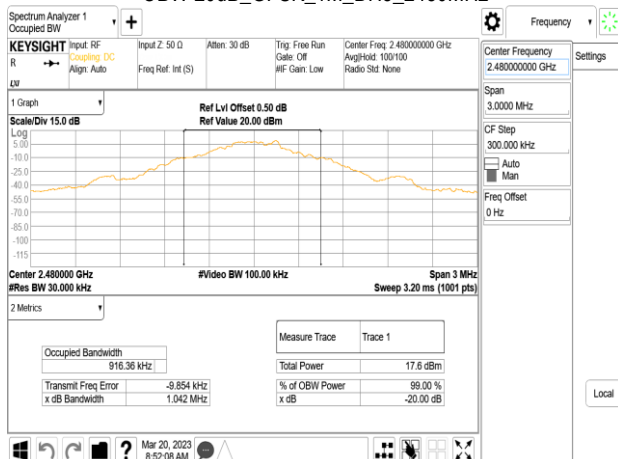 Spectrum Analyzer 1
Occupied BW
Frequency
KEYSIGHT
Input: RF
Coupling: DC
Align: Auto
Input Z: 50 Ω
Freq Ref: Int (S)
Atten: 30 dB
Trig: Free Run
Gate: Off
#IF Gain: Low
Center Freq: 2.480000000 GHz
Avg|Hold: 100/100
Radio Std: None
R
LXI
Center Frequency
2.480000000 GHz
Settings
Span
3.0000 MHz
CF Step
300.000 kHz
Auto
Man
Freq Offset
0 Hz
Local
1 Graph
Scale/Div 15.0 dB
Ref Lvl Offset 0.50 dB
Ref Value 20.00 dBm
Log
5.00
-10.0
-25.0
-40.0
-55.0
-70.0
-85.0
-100
-115
Center 2.480000 GHz
#Video BW 100.00 kHz
Span 3 MHz
#Res BW 30.000 kHz
Sweep 3.20 ms (1001 pts)
2 Metrics
Measure Trace
Trace 1
Occupied Bandwidth
916.36 kHz
Total Power
17.6 dBm
Transmit Freq Error
-9.854 kHz
% of OBW Power
99.00 %
x dB Bandwidth
1.042 MHz
x dB
-20.00 dB
?
Mar 20, 2023
8:52:08 AM